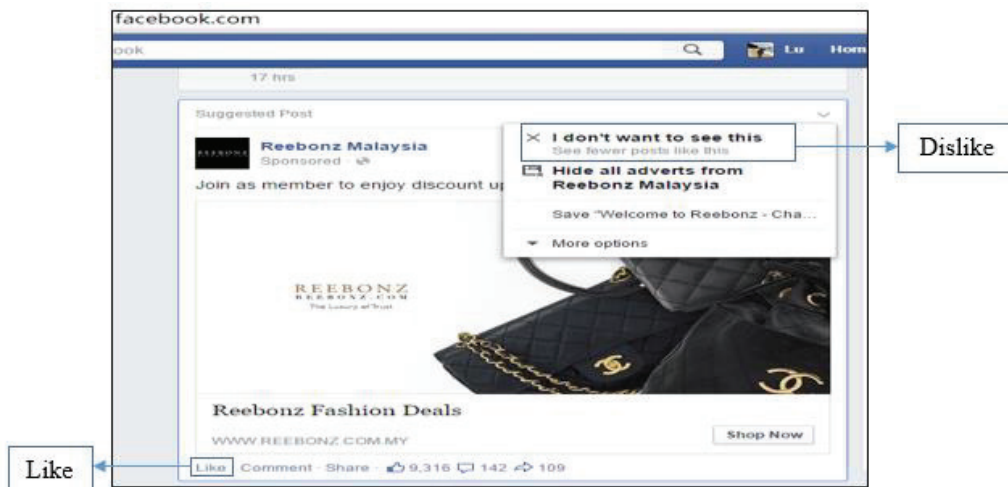 facebook.com
ook
Lu Hom
17 hrs
Suggested Post
I don't want to see this
See fewer posts like this
Dislike
REEBONZ
Reebonz Malaysia
Sponsored
Hide all adverts from
Reebonz Malaysia
Join as member to enjoy discount u
Save "Welcome to Reebonz - Cha...
More options
REEBONZ
REEBONZ.COM
The Luxury of Trust
Reebonz Fashion Deals
WWW.REEBONZ.COM.MY
Shop Now
Like
Like Comment · Share · 9,316 142 109